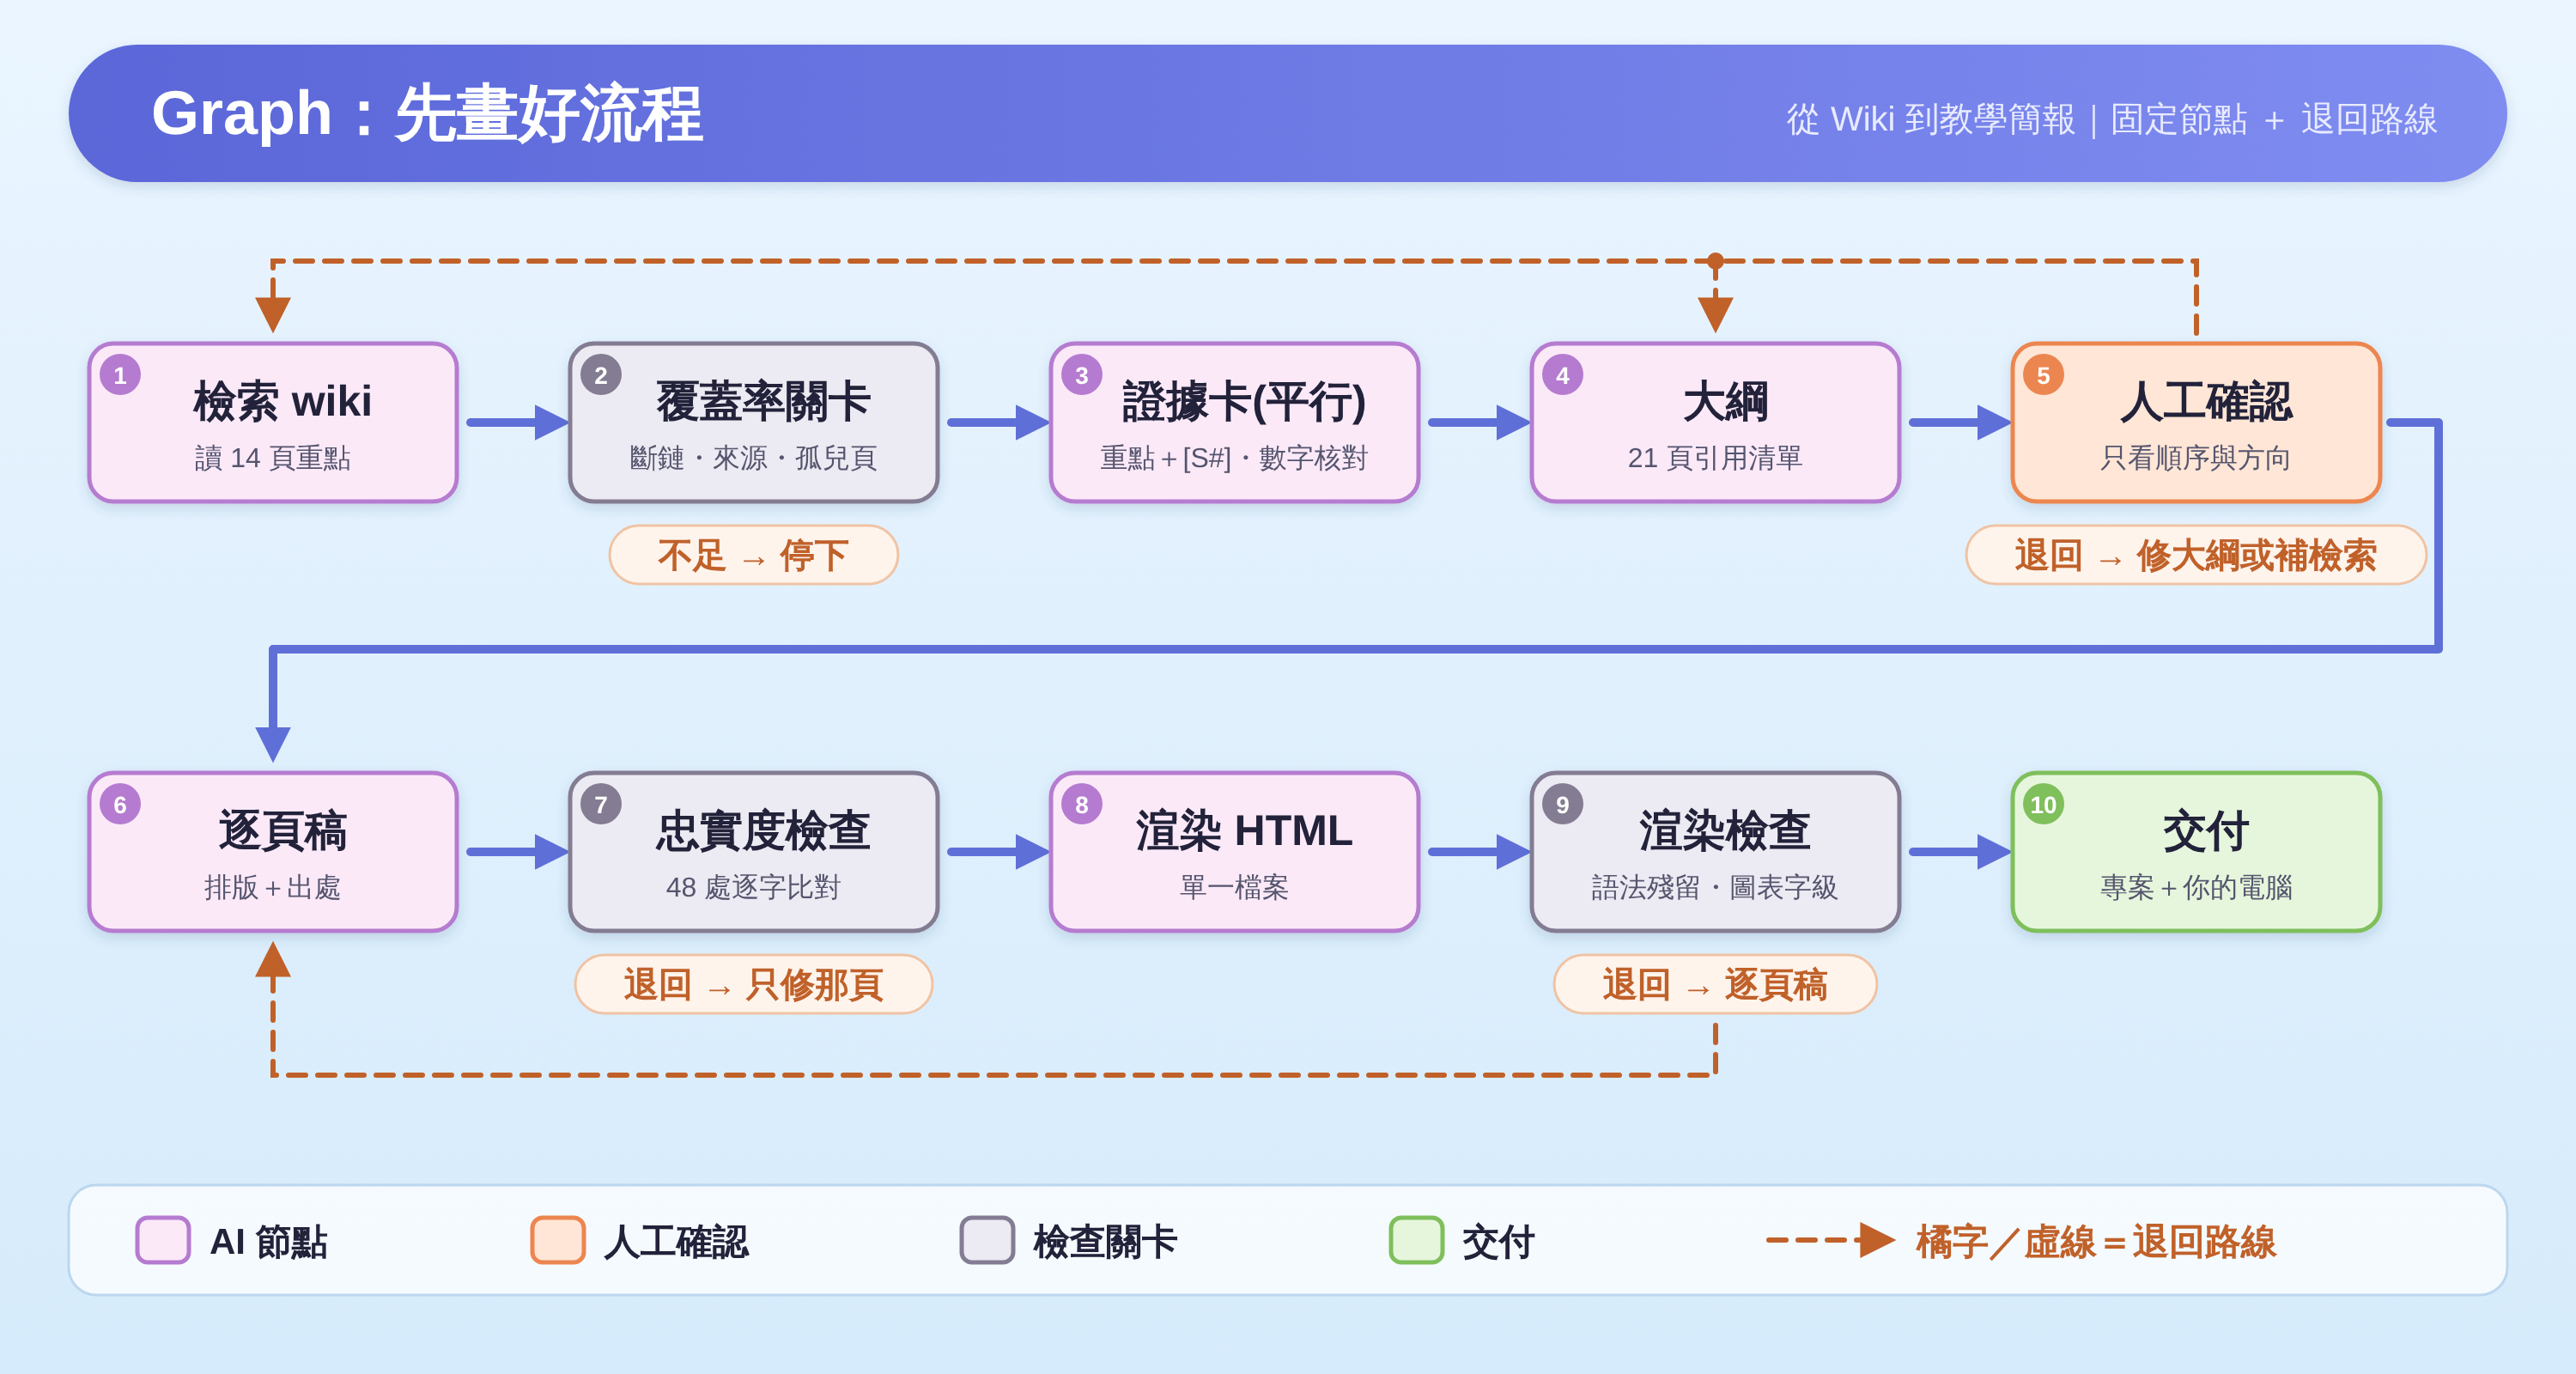 Graph：先畫好流程
從 Wiki 到教學簡報｜固定節點 ＋ 退回路線
1
檢索 wiki
讀 14 頁重點
2
覆蓋率關卡
斷鏈・來源・孤兒頁
不足 → 停下
3
證據卡(平行)
重點＋[S#]・數字核對
4
大綱
21 頁引用清單
5
人工確認
只看順序與方向
退回 → 修大綱或補檢索
6
逐頁稿
排版＋出處
7
忠實度檢查
48 處逐字比對
退回 → 只修那頁
8
渲染 HTML
單一檔案
9
渲染檢查
語法殘留・圖表字級
退回 → 逐頁稿
10
交付
專案＋你的電腦
AI 節點
人工確認
檢查關卡
交付
橘字／虛線＝退回路線